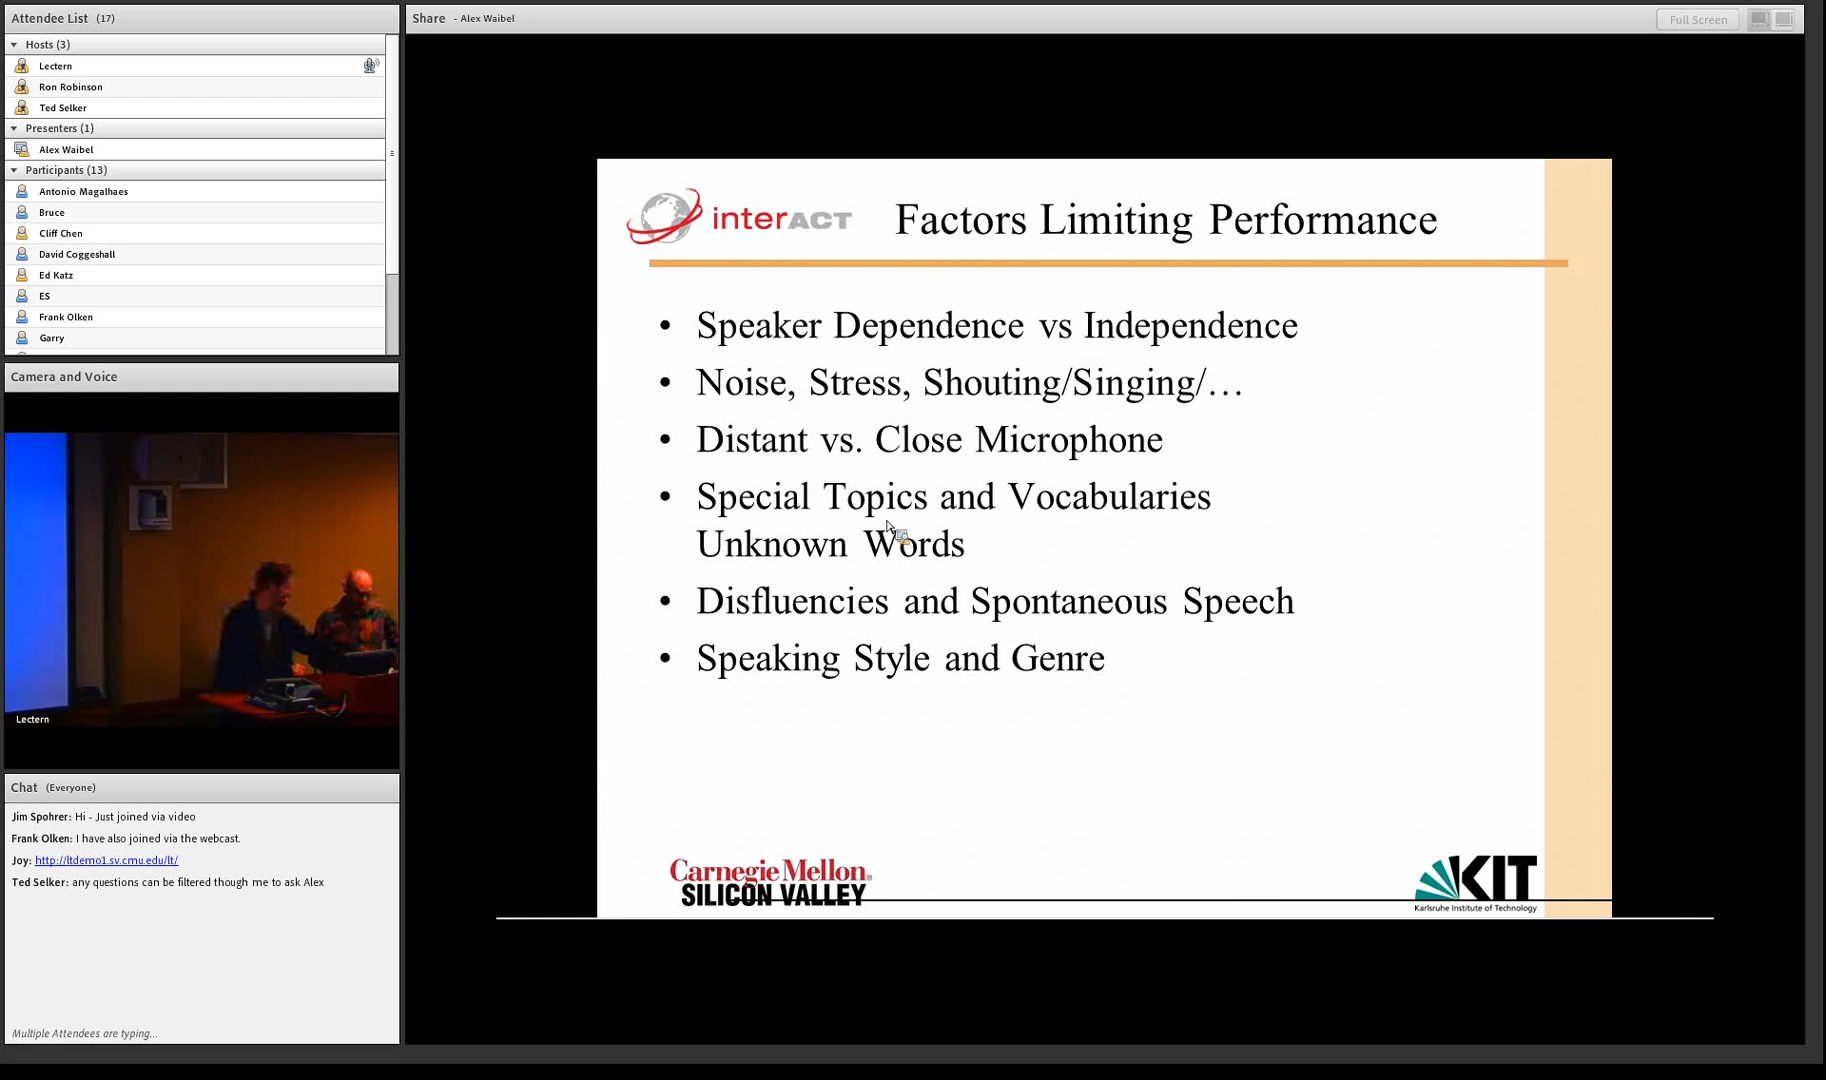 Attendee List (17)
Hosts (3)
Lectern
Ron Robinson
Ted Selker
Presenters (1)
Alex Waibel
Participants (13)
Antonio Magalhaes
Bruce
Cliff Chen
David Coggeshall
Ed Katz
ES
Frank Olken
Garry
Camera and Voice
Lectern
Chat (Everyone)
Jim Spohrer: Hi - Just joined via video
Frank Olken: I have also joined via the webcast.
Joy: http://ltdemo1.sv.cmu.edu/lt/
Ted Selker: any questions can be filtered though me to ask Alex
Multiple Attendees are typing...
Share - Alex Waibel
Full Screen
interACT
Factors Limiting Performance
• Speaker Dependence vs Independence
• Noise, Stress, Shouting/Singing/…
• Distant vs. Close Microphone
• Special Topics and Vocabularies
Unknown Words
• Disfluencies and Spontaneous Speech
• Speaking Style and Genre
Carnegie Mellon®
SILICON VALLEY
KIT
Karlsruhe Institute of Technology